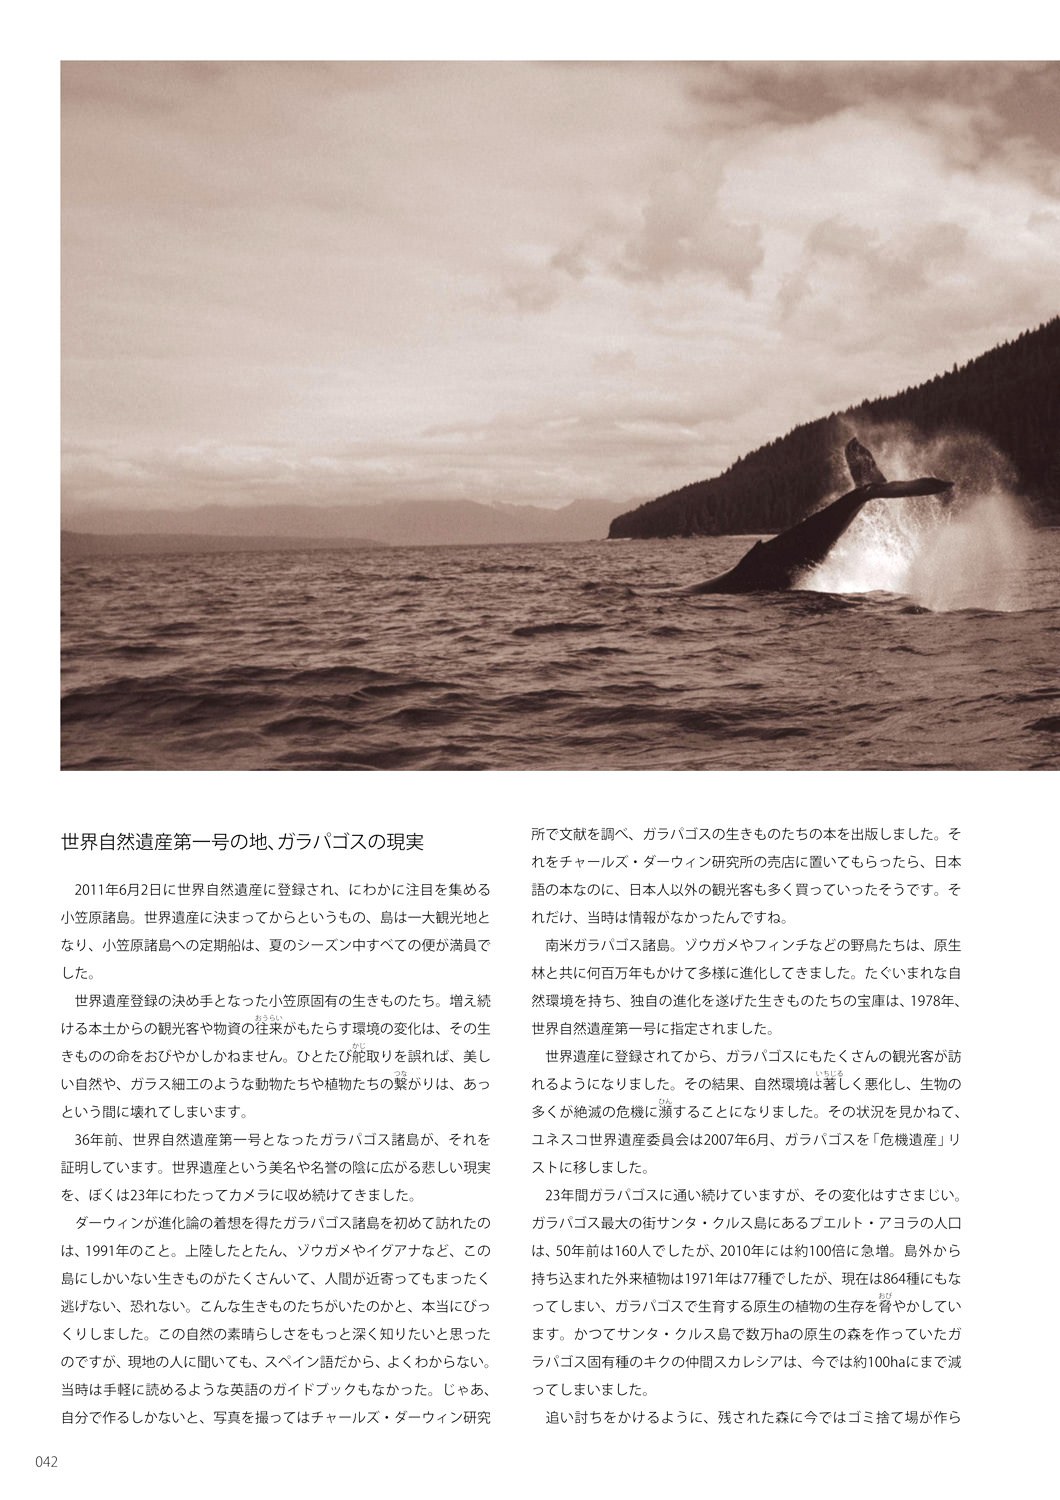 世界自然遺産第一号の地、ガラパゴスの現実
2011年6月2日に世界自然遺産に登録され、にわかに注目を集める
小笠原諸島。世界遺産に決まってからというもの、島は一大観光地と
なり、小笠原諸島への定期船は、夏のシーズン中すべての便が満員で
した。
世界遺産登録の決め手となった小笠原固有の生きものたち。増え続
ける本土からの観光客や物資の往来がもたらす環境の変化は、その生
きものの命をおびやかしかねません。ひとたび舵取りを誤れば、美し
い自然や、ガラス細工のような動物たちや植物たちの繋がりは、あっ
という間に壊れてしまいます。
36年前、世界自然遺産第一号となったガラパゴス諸島が、それを
証明しています。世界遺産という美名や名誉の陰に広がる悲しい現実
を、ぼくは23年にわたってカメラに収め続けてきました。
ダーウィンが進化論の着想を得たガラパゴス諸島を初めて訪れたの
は、1991年のこと。上陸したとたん、ゾウガメやイグアナなど、この
島にしかいない生きものがたくさんいて、人間が近寄ってもまったく
逃げない、恐れない。こんな生きものたちがいたのかと、本当にびっ
くりしました。この自然の素晴らしさをもっと深く知りたいと思った
のですが、現地の人に聞いても、スペイン語だから、よくわからない。
当時は手軽に読めるような英語のガイドブックもなかった。じゃあ、
自分で作るしかないと、写真を撮ってはチャールズ・ダーウィン研究
所で文献を調べ、ガラパゴスの生きものたちの本を出版しました。そ
れをチャールズ・ダーウィン研究所の売店に置いてもらったら、日本
語の本なのに、日本人以外の観光客も多く買っていったそうです。そ
れだけ、当時は情報がなかったんですね。
南米ガラパゴス諸島。ゾウガメやフィンチなどの野鳥たちは、原生
林と共に何百万年もかけて多様に進化してきました。たぐいまれな自
然環境を持ち、独自の進化を遂げた生きものたちの宝庫は、1978年、
世界自然遺産第一号に指定されました。
世界遺産に登録されてから、ガラパゴスにもたくさんの観光客が訪
れるようになりました。その結果、自然環境は著しく悪化し、生物の
多くが絶滅の危機に瀕することになりました。その状況を見かねて、
ユネスコ世界遺産委員会は2007年6月、ガラパゴスを「危機遺産」リ
ストに移しました。
23年間ガラパゴスに通い続けていますが、その変化はすさまじい。
ガラパゴス最大の街サンタ・クルス島にあるプエルト・アヨラの人口
は、50年前は160人でしたが、2010年には約100倍に急増。島外から
持ち込まれた外来植物は1971年は77種でしたが、現在は864種にもな
ってしまい、ガラパゴスで生育する原生の植物の生存を脅やかしてい
ます。かつてサンタ・クルス島で数万haの原生の森を作っていたガ
ラパゴス固有種のキクの仲間スカレシアは、今では約100haにまで減
ってしまいました。
追い討ちをかけるように、残された森に今ではゴミ捨て場が作ら
042